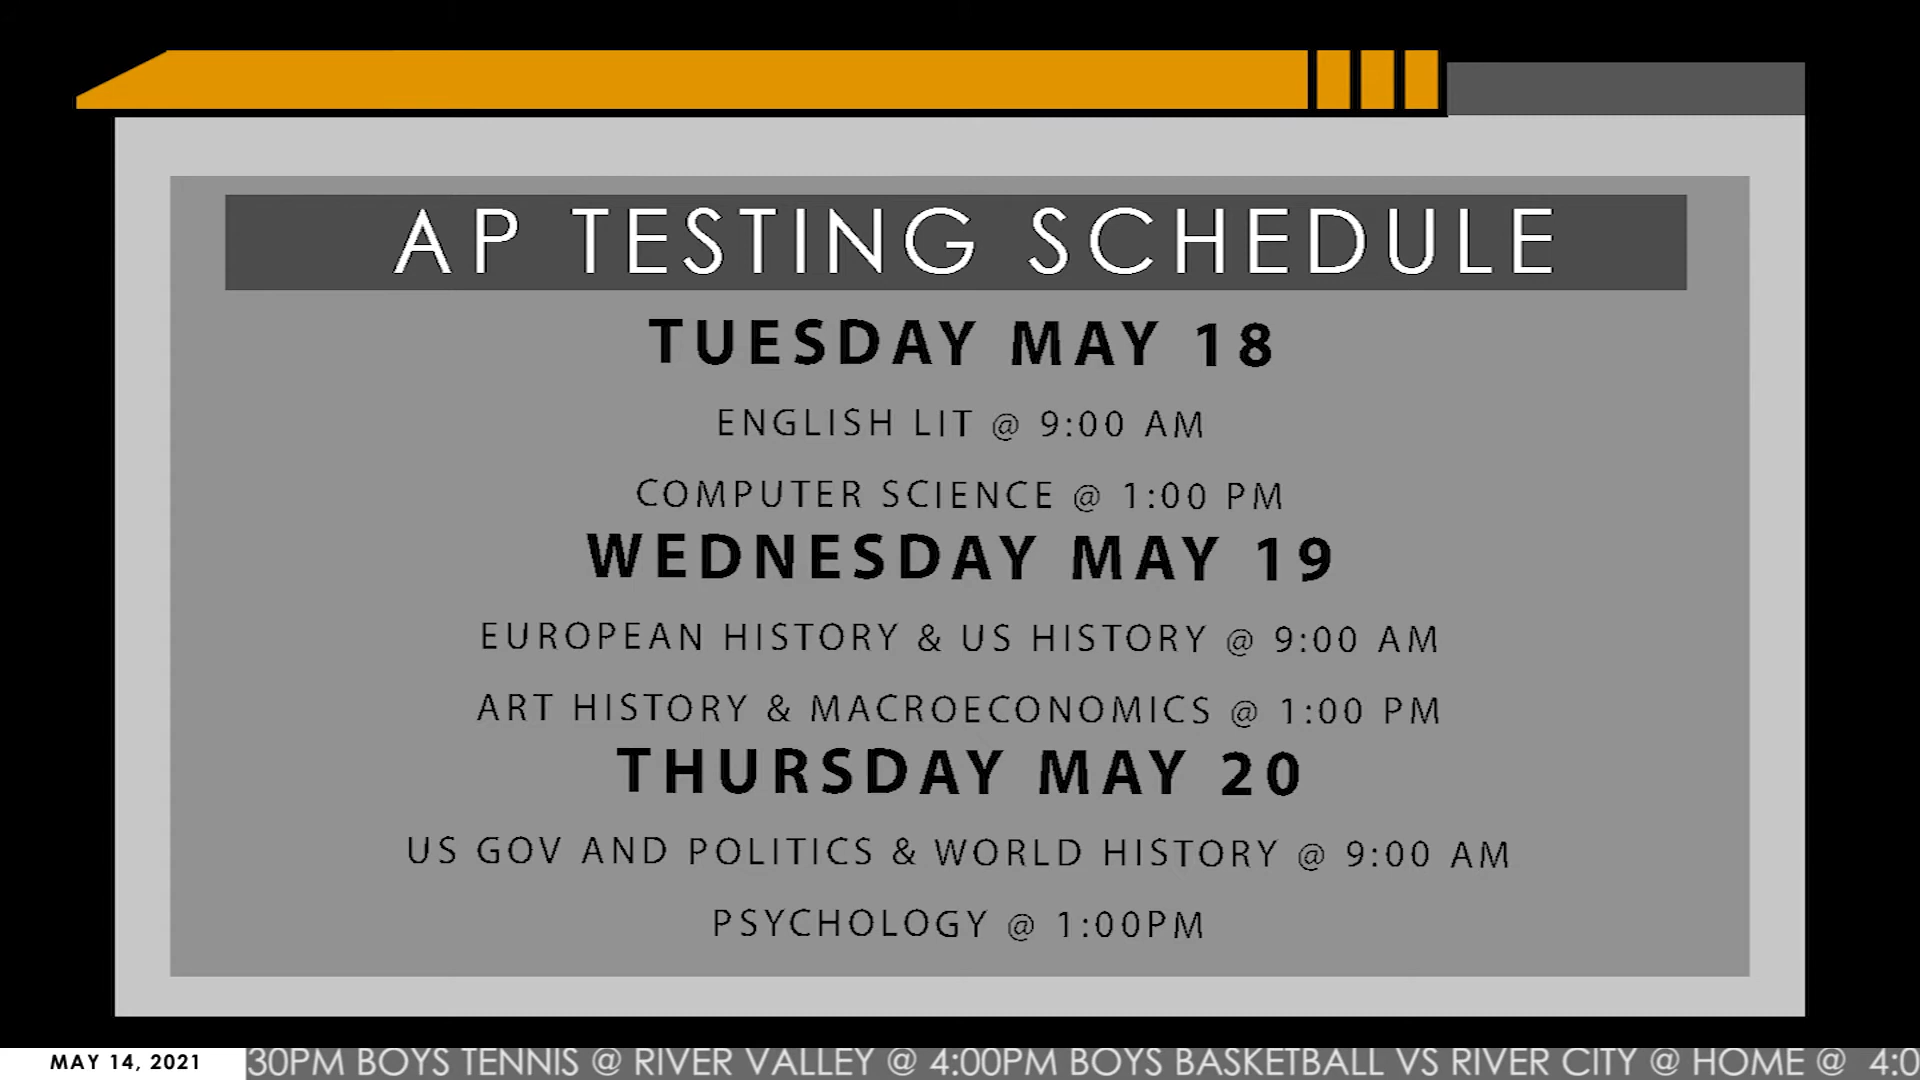 AP TESTING SCHEDULE
TUESDAY MAY 18
ENGLISH LIT @ 9:00 AM
COMPUTER SCIENCE @ 1:00 PM
WEDNESDAY MAY 19
EUROPEAN HISTORY & US HISTORY @ 9:00 AM
ART HISTORY & MACROECONOMICS @ 1:00 PM
THURSDAY MAY 20
US GOV AND POLITICS & WORLD HISTORY @ 9:00 AM
PSYCHOLOGY @ 1:00PM
MAY 14, 2021
30PM BOYS TENNIS @ RIVER VALLEY @ 4:00PM BOYS BASKETBALL VS RIVER CITY @ HOME @ 4:0